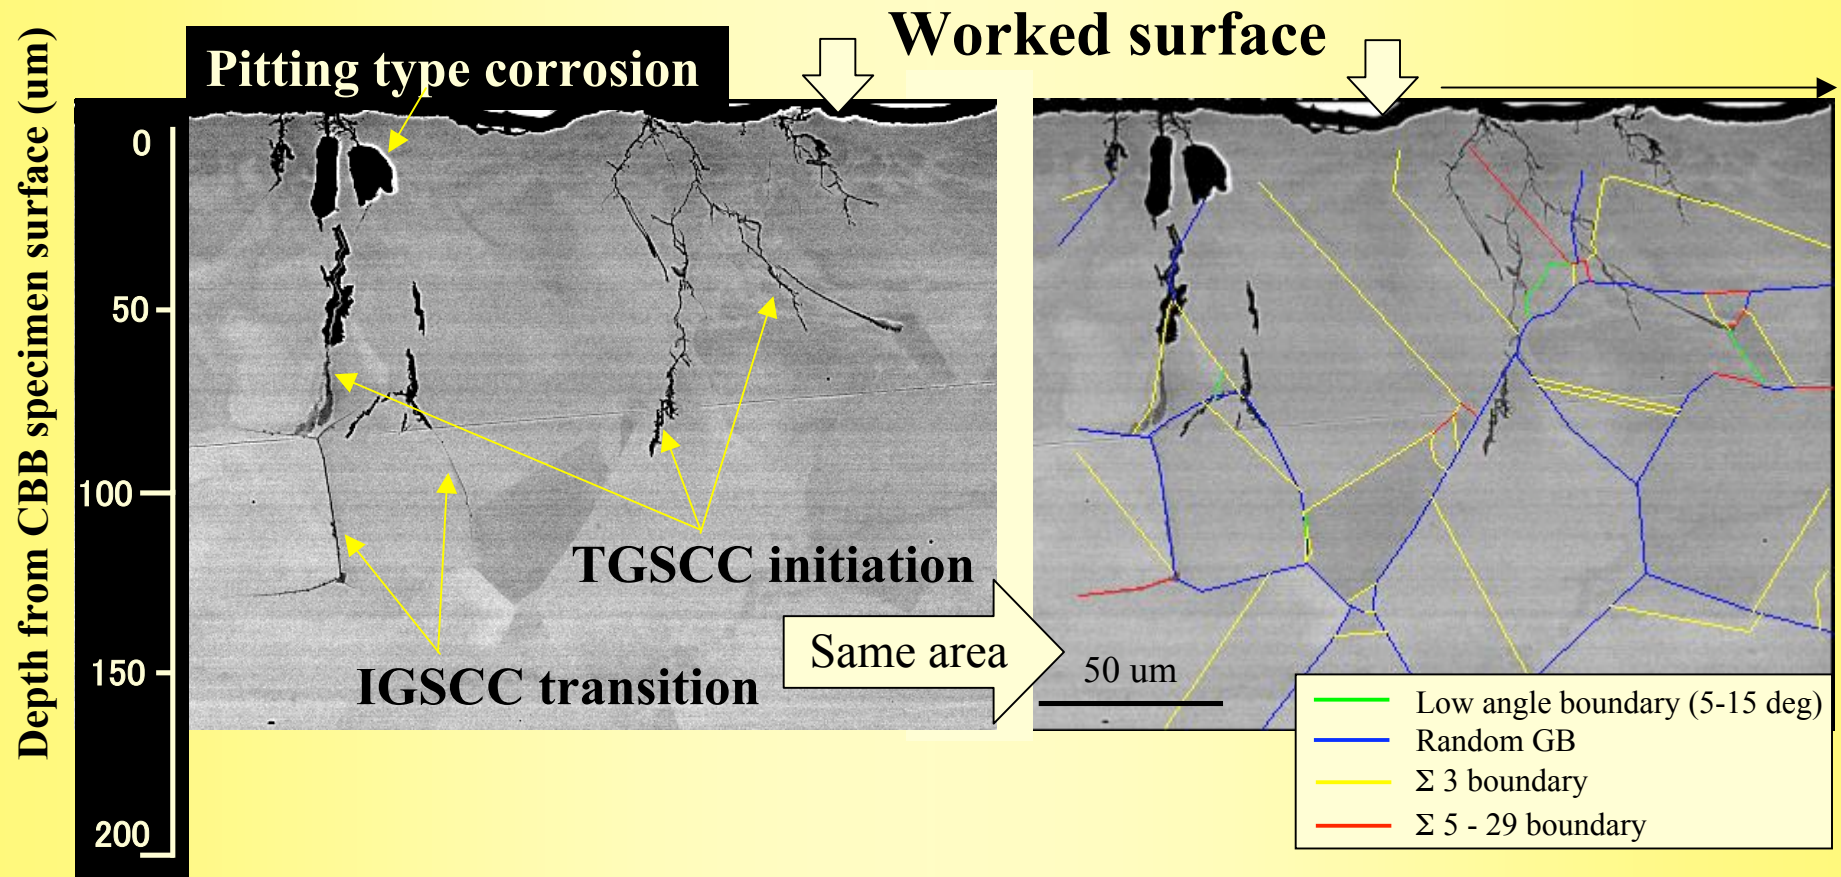 Worked surface
Pitting type corrosion
Depth from CBB specimen surface (um)
0
50
100
150
200
TGSCC initiation
IGSCC transition
Same area
50 um
Low angle boundary (5-15 deg)
Random GB
Σ 3 boundary
Σ 5 - 29 boundary